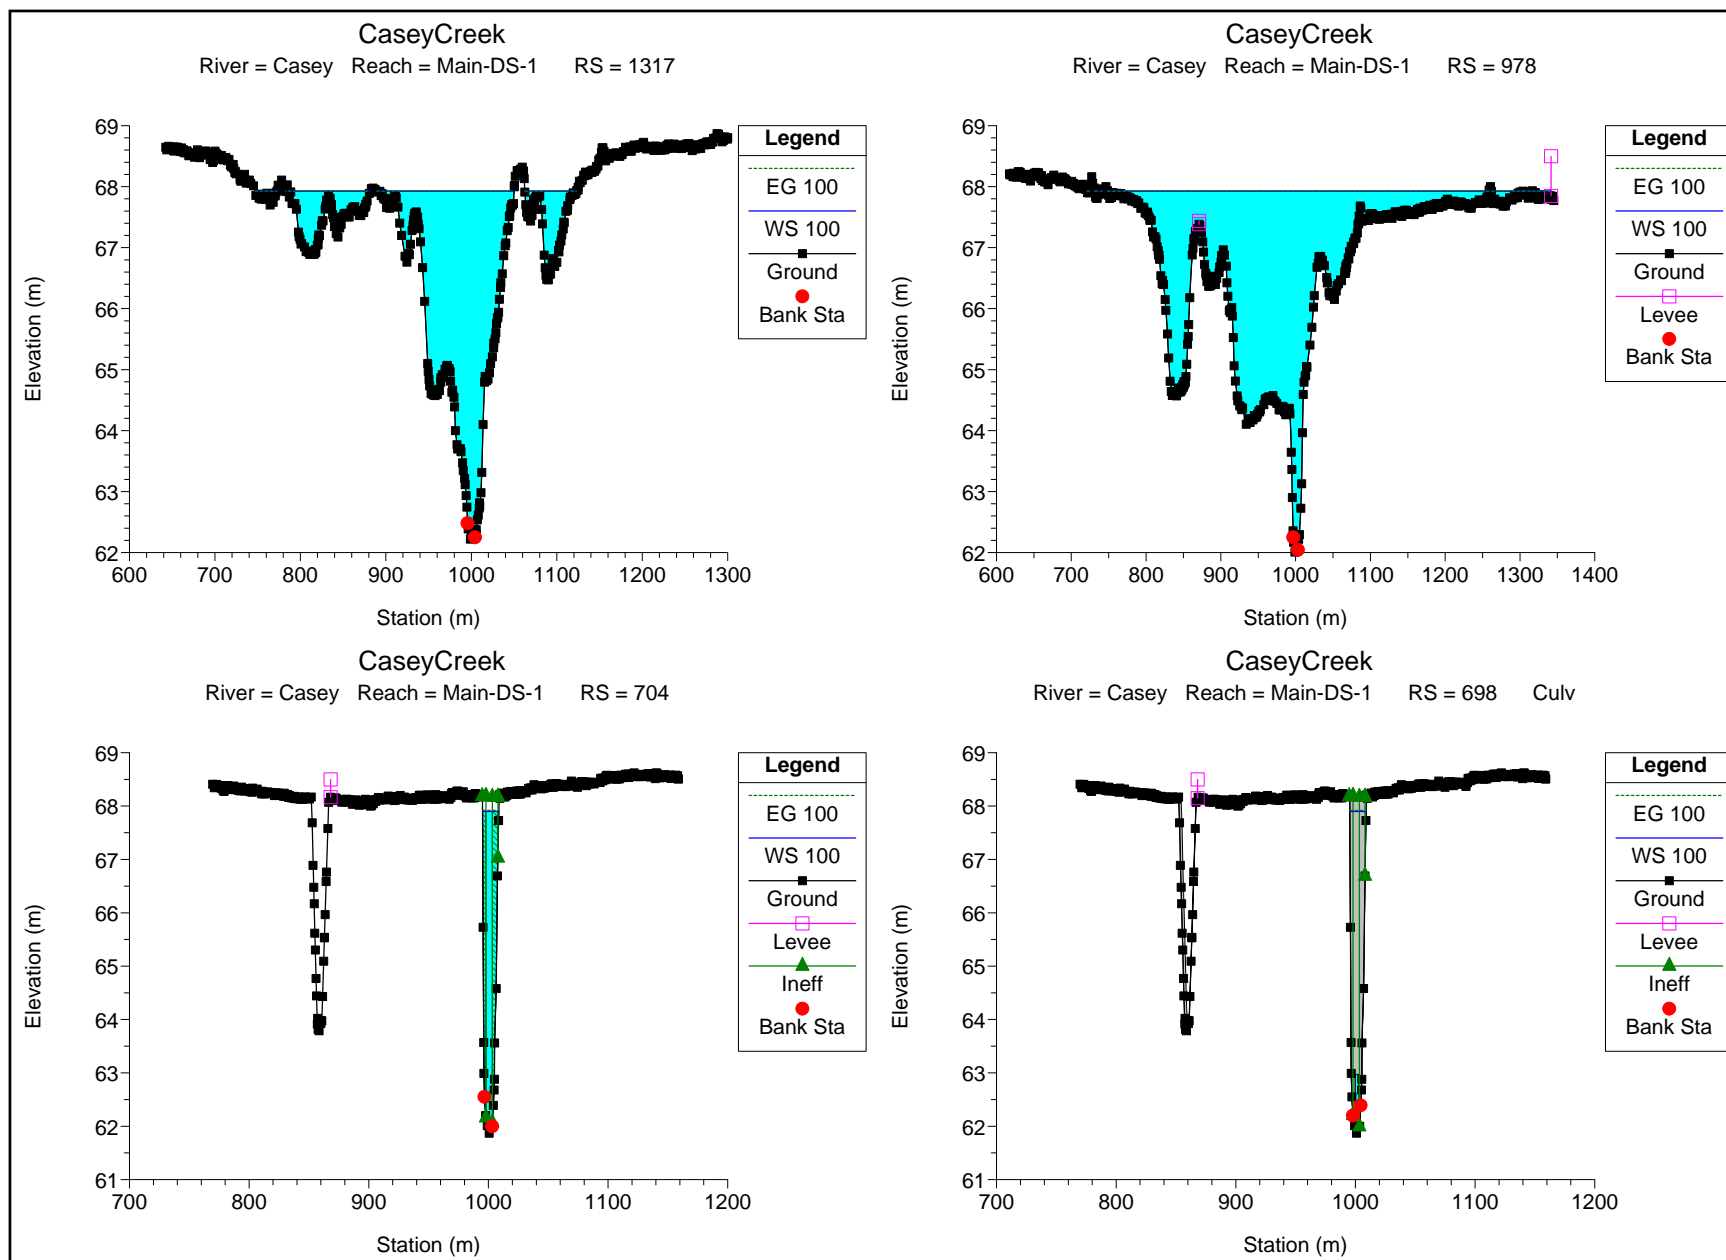 CaseyCreek
River = Casey Reach = Main-DS-1 RS = 1317
69
68
67
66
65
64
63
62
600 700 800 900 1000 1100 1200 1300
Elevation (m)
Station (m)
Legend
EG 100
WS 100
Ground
Bank Sta
CaseyCreek
River = Casey Reach = Main-DS-1 RS = 978
69
68
67
66
65
64
63
62
600 700 800 900 1000 1100 1200 1300 1400
Elevation (m)
Station (m)
Legend
EG 100
WS 100
Ground
Levee
Bank Sta
CaseyCreek
River = Casey Reach = Main-DS-1 RS = 704
69
68
67
66
65
64
63
62
61
700 800 900 1000 1100 1200
Elevation (m)
Station (m)
Legend
EG 100
WS 100
Ground
Levee
Ineff
Bank Sta
CaseyCreek
River = Casey Reach = Main-DS-1 RS = 698 Culv
69
68
67
66
65
64
63
62
61
700 800 900 1000 1100 1200
Elevation (m)
Station (m)
Legend
EG 100
WS 100
Ground
Levee
Ineff
Bank Sta